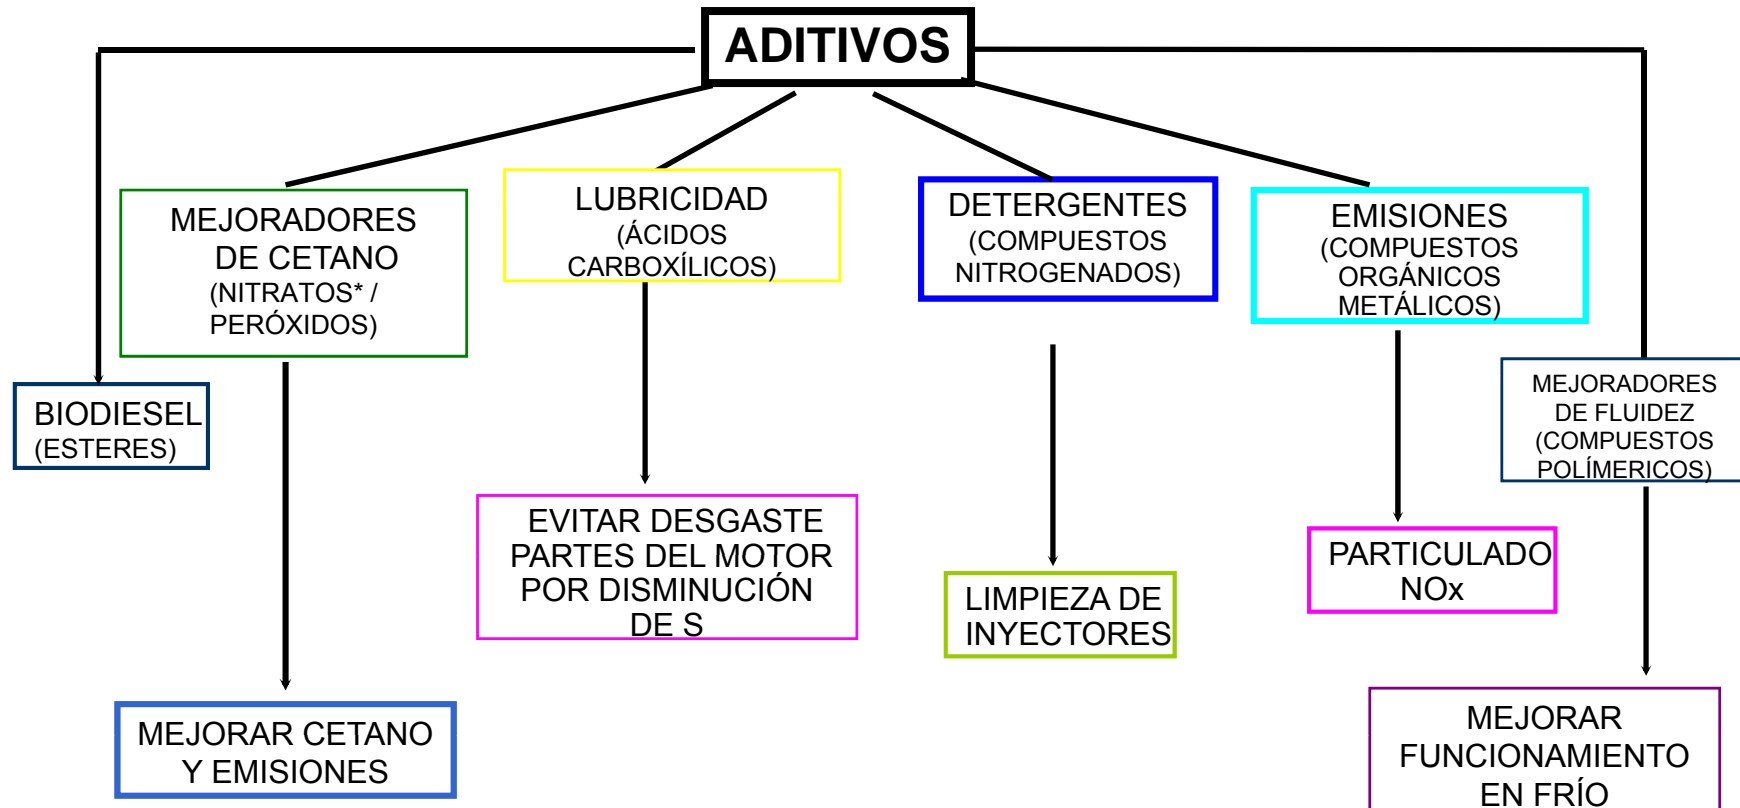 ADITIVOS
MEJORADORES
DE CETANO
(NITRATOS* /
PERÓXIDOS)
LUBRICIDAD
(ÁCIDOS
CARBOXÍLICOS)
DETERGENTES
(COMPUESTOS
NITROGENADOS)
EMISIONES
(COMPUESTOS
ORGÁNICOS
METÁLICOS)
BIODIESEL
(ESTERES)
MEJORADORES
DE FLUIDEZ
(COMPUESTOS
POLÍMERICOS)
EVITAR DESGASTE
PARTES DEL MOTOR
POR DISMINUCIÓN
DE S
LIMPIEZA DE
INYECTORES
PARTICULADO
NOx
MEJORAR CETANO
Y EMISIONES
MEJORAR
FUNCIONAMIENTO
EN FRÍO